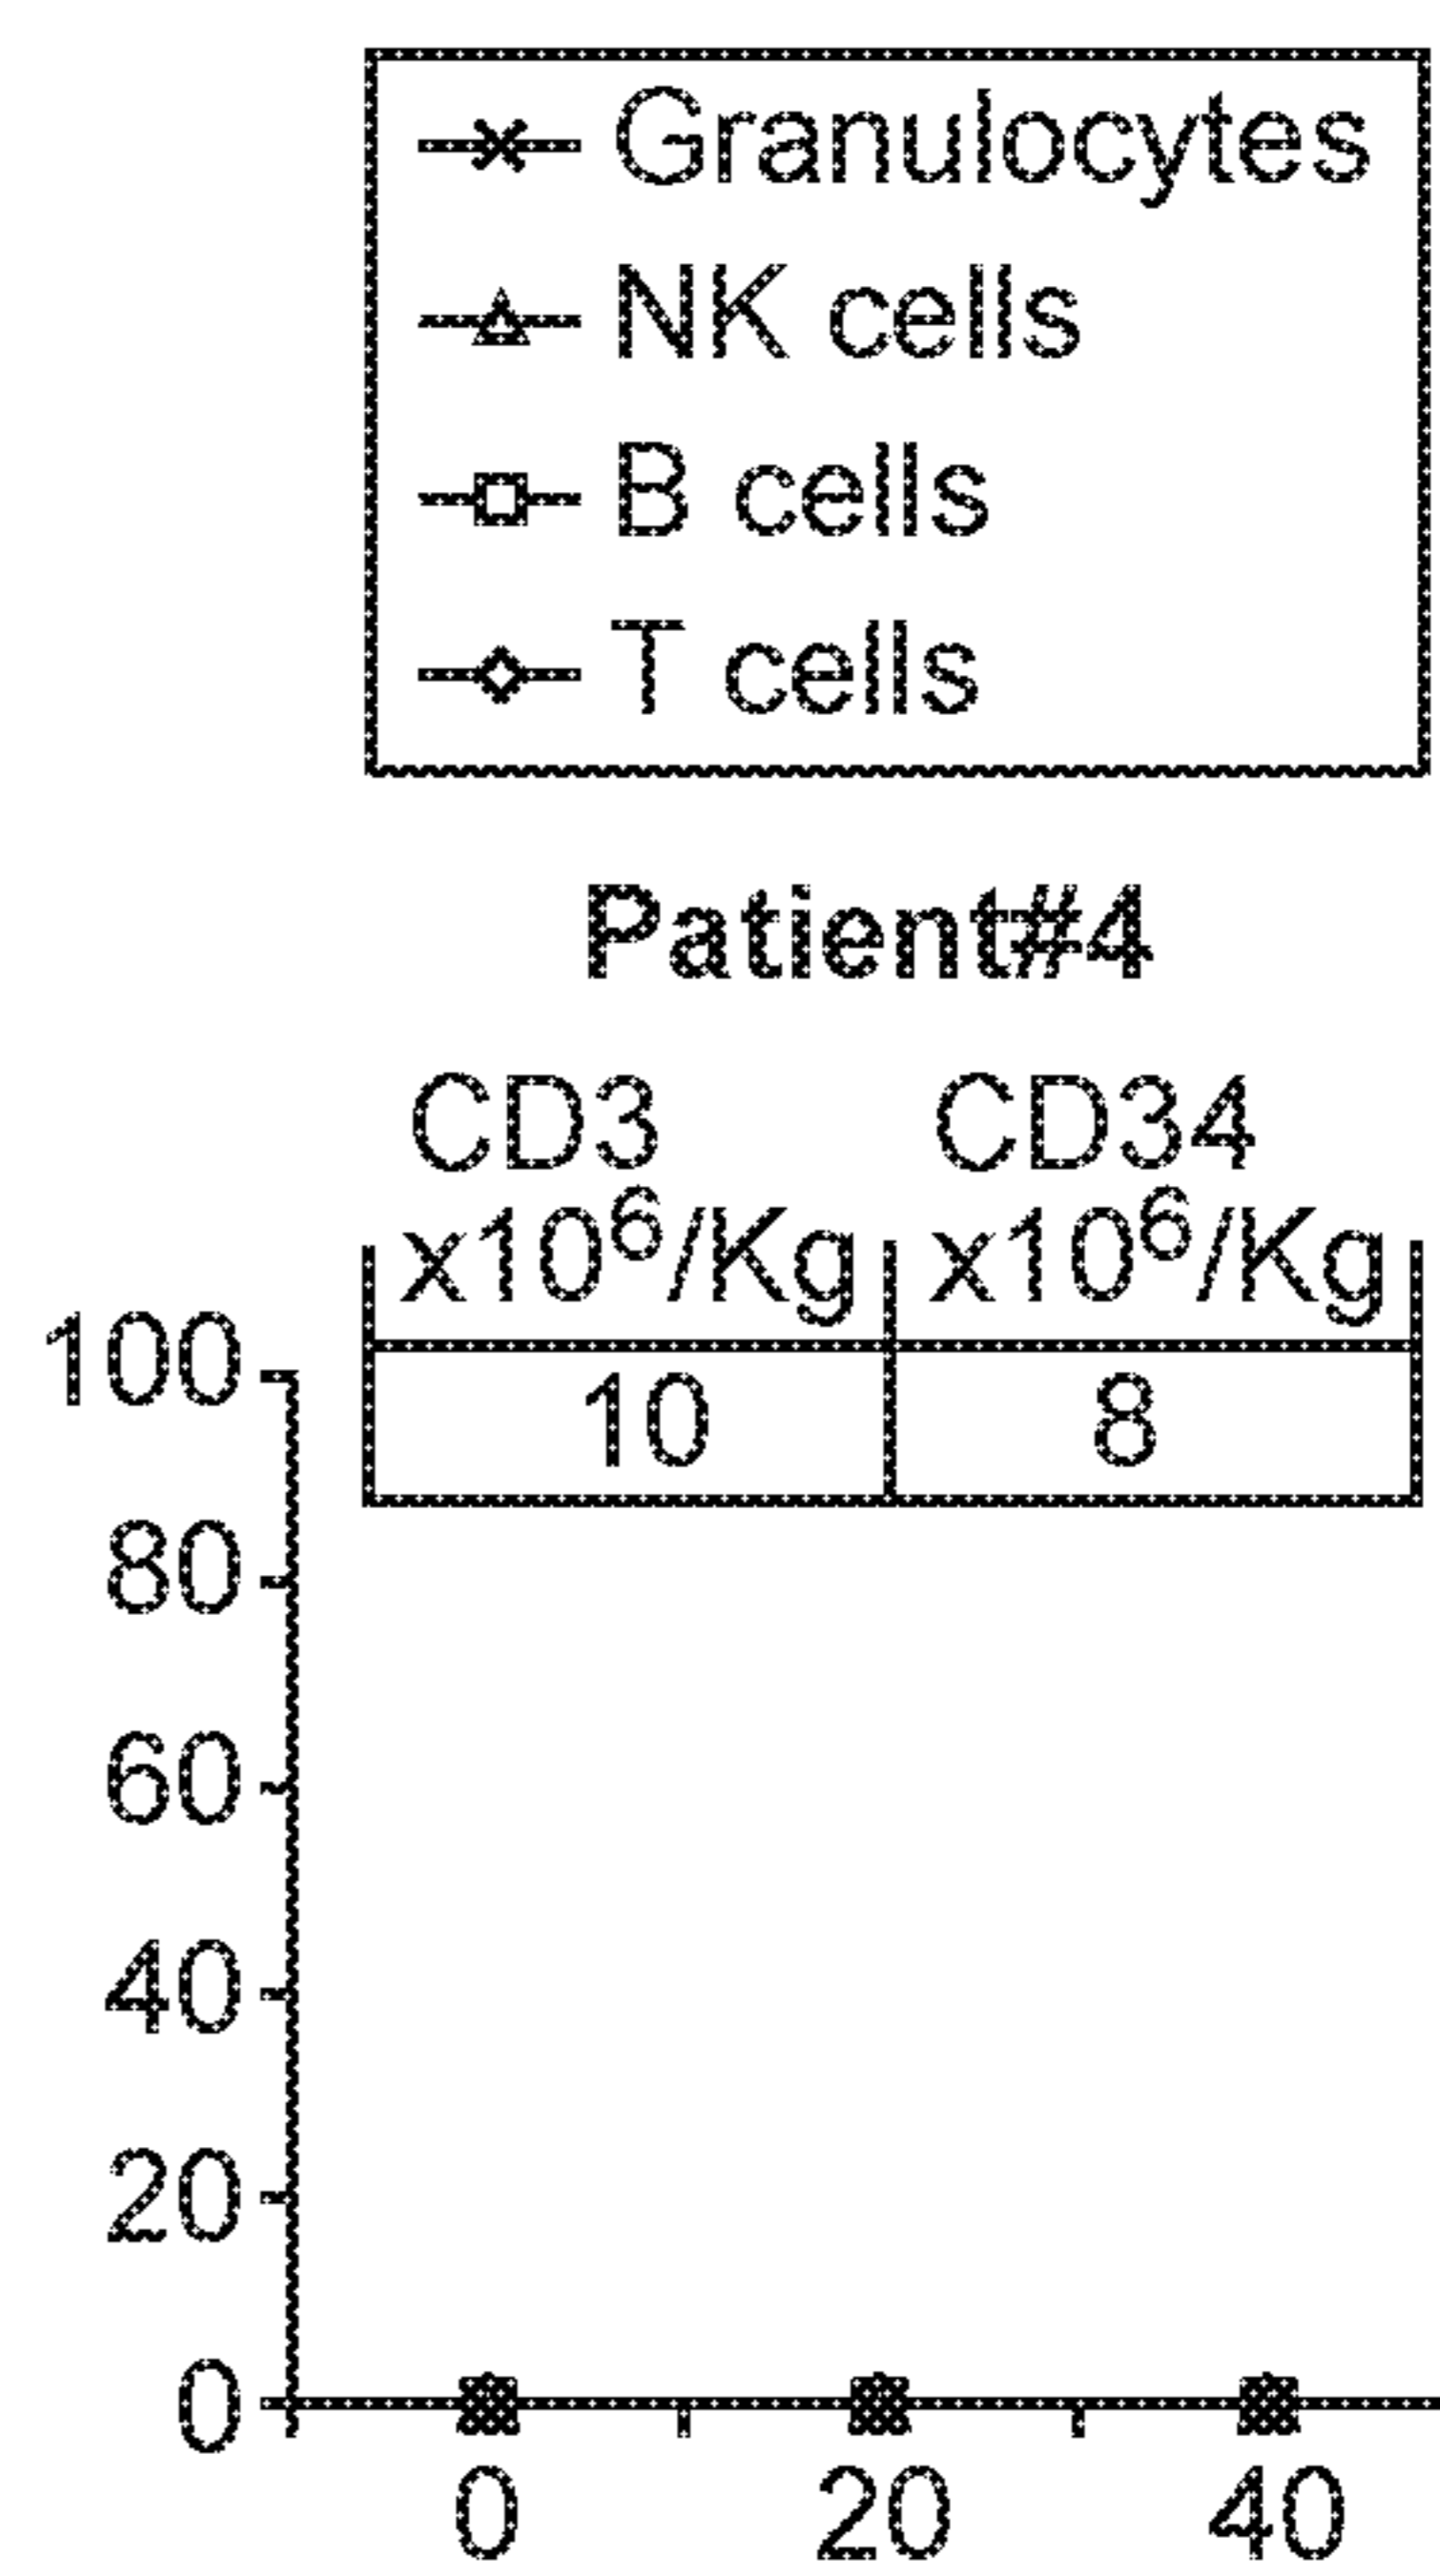 Granulocytes
NK cells
B cells
T cells
Patient#4
CD3 CD34
x10⁶/Kg x10⁶/Kg
10 8
100
80
60
40
20
0
0 20 40